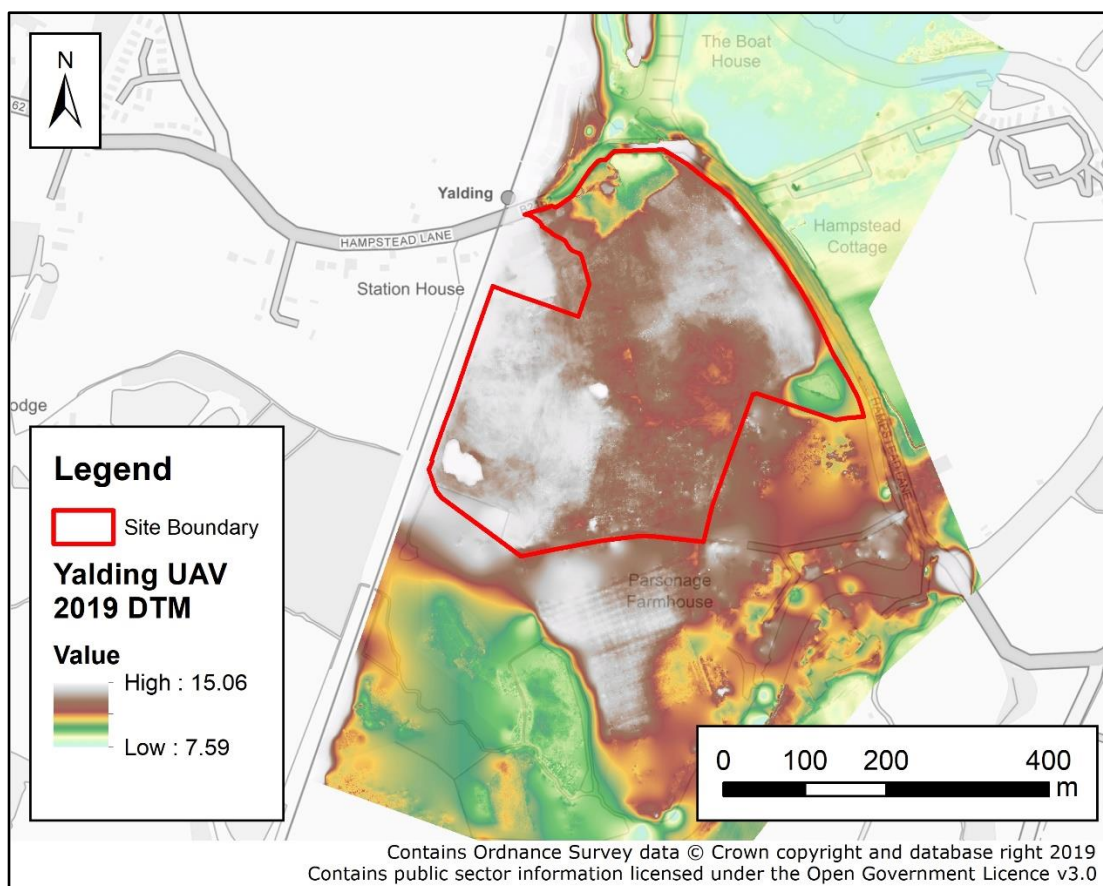 N
The Boat
House
62
Yalding
HAMPSTEAD LANE
Hampstead
Cottage
Station House
odge
HAMPSTEAD LANE
Legend
Site Boundary
Yalding UAV
2019 DTM
Value
High : 15.06
Low : 7.59
Parsonage
Farmhouse
0 100 200 400
m
Contains Ordnance Survey data © Crown copyright and database right 2019
Contains public sector information licensed under the Open Government Licence v3.0